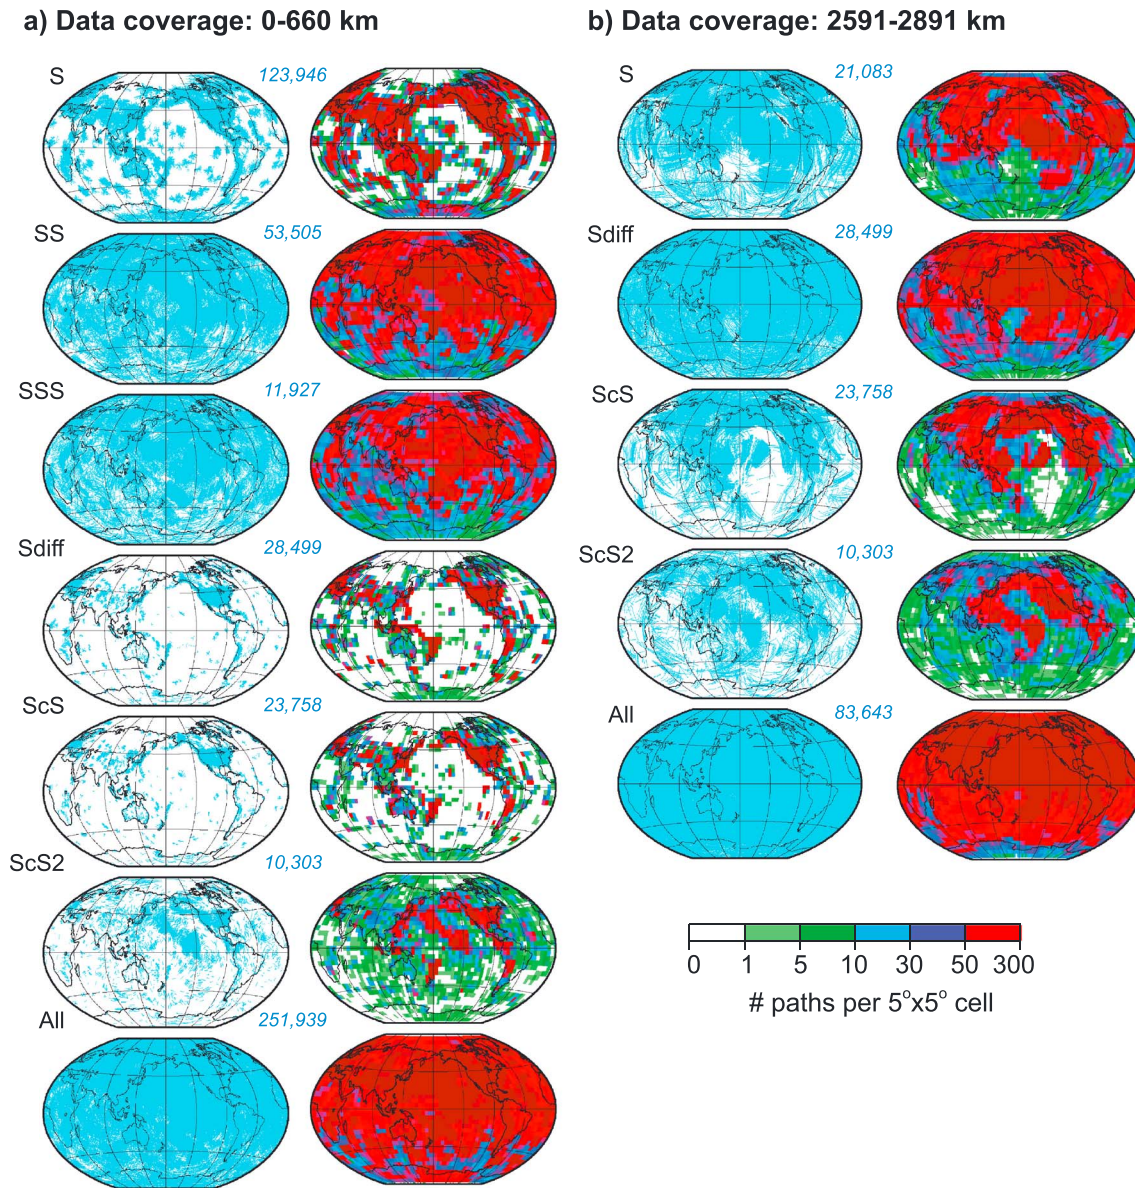 a) Data coverage: 0-660 km
S
123,946
SS
53,505
SSS
11,927
Sdiff
28,499
ScS
23,758
ScS2
10,303
All
251,939
b) Data coverage: 2591-2891 km
S
21,083
Sdiff
28,499
ScS
23,758
ScS2
10,303
All
83,643
0 1 5 10 30 50 300
# paths per 5°x5° cell